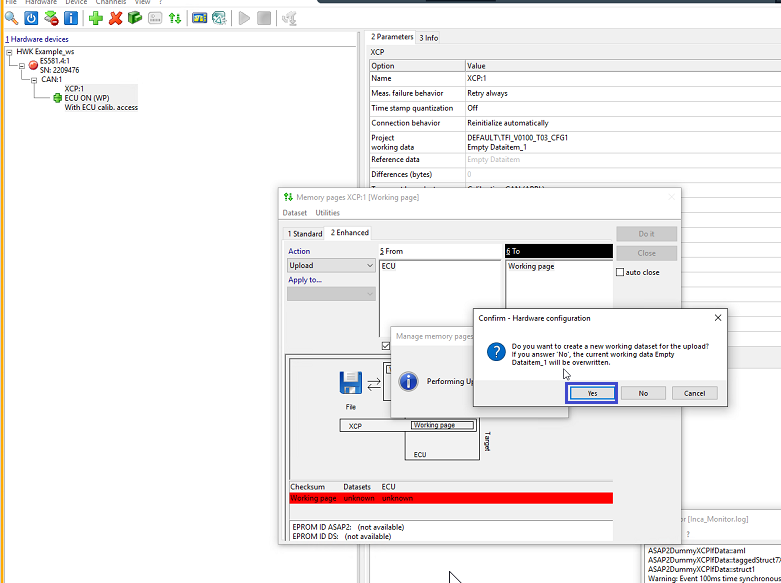 File Hardware Device Channels View ?
1 Hardware devices
HWK Example_ws
ES581.4:1
SN: 2209476
CAN:1
XCP:1
ECU ON (WP)
With ECU calib. access
2 Parameters 3 Info
XCP
Option Value
Name XCP:1
Meas. failure behavior Retry always
Time stamp quantization Off
Connection behavior Reinitialize automatically
Project DEFAULT\TFI_V0100_T03_CFG1
working data Empty Dataitem_1
Reference data Empty Dataitem
Differences (bytes) 0
Memory pages XCP:1 [Working page]
Dataset Utilities
1 Standard 2 Enhanced
Action
Upload
Apply to...
5 From
ECU
6 To
Working page
Do it
Close
auto close
Manage memory pages
Performing Up
Confirm - Hardware configuration
Do you want to create a new working dataset for the upload?
If you answer 'No', the current working data Empty
Dataitem_1 will be overwritten.
Yes No Cancel
File
XCP
Working page
ECU
Target
Checksum Datasets ECU
Working page unknown unknown
EPROM ID ASAP2: (not available)
EPROM ID DS: (not available)
or [Inca_Monitor.log]
?
ASAP2DummyXCPIfData::aml
ASAP2DummyXCPIfData::taggedStruct7X
ASAP2DummyXCPIfData::struct1
Warning: Event 100ms time synchronous